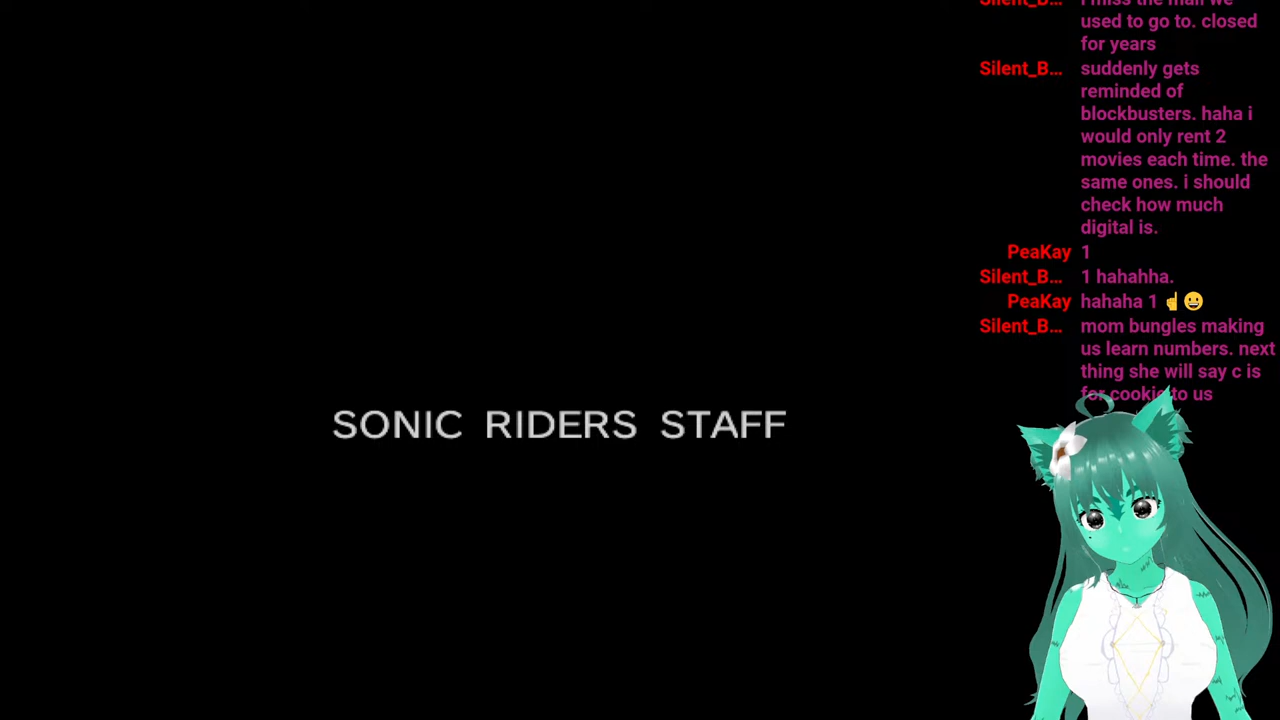 Silent_B... i miss the mall we
used to go to. closed
for years
Silent_B... suddenly gets
reminded of
blockbusters. haha i
would only rent 2
movies each time. the
same ones. i should
check how much
digital is.
PeaKay 1
Silent_B... 1 hahahha.
PeaKay hahaha 1 ☝️😀
Silent_B... mom bungles making
us learn numbers. next
thing she will say c is
for cookie to us
SONIC RIDERS STAFF